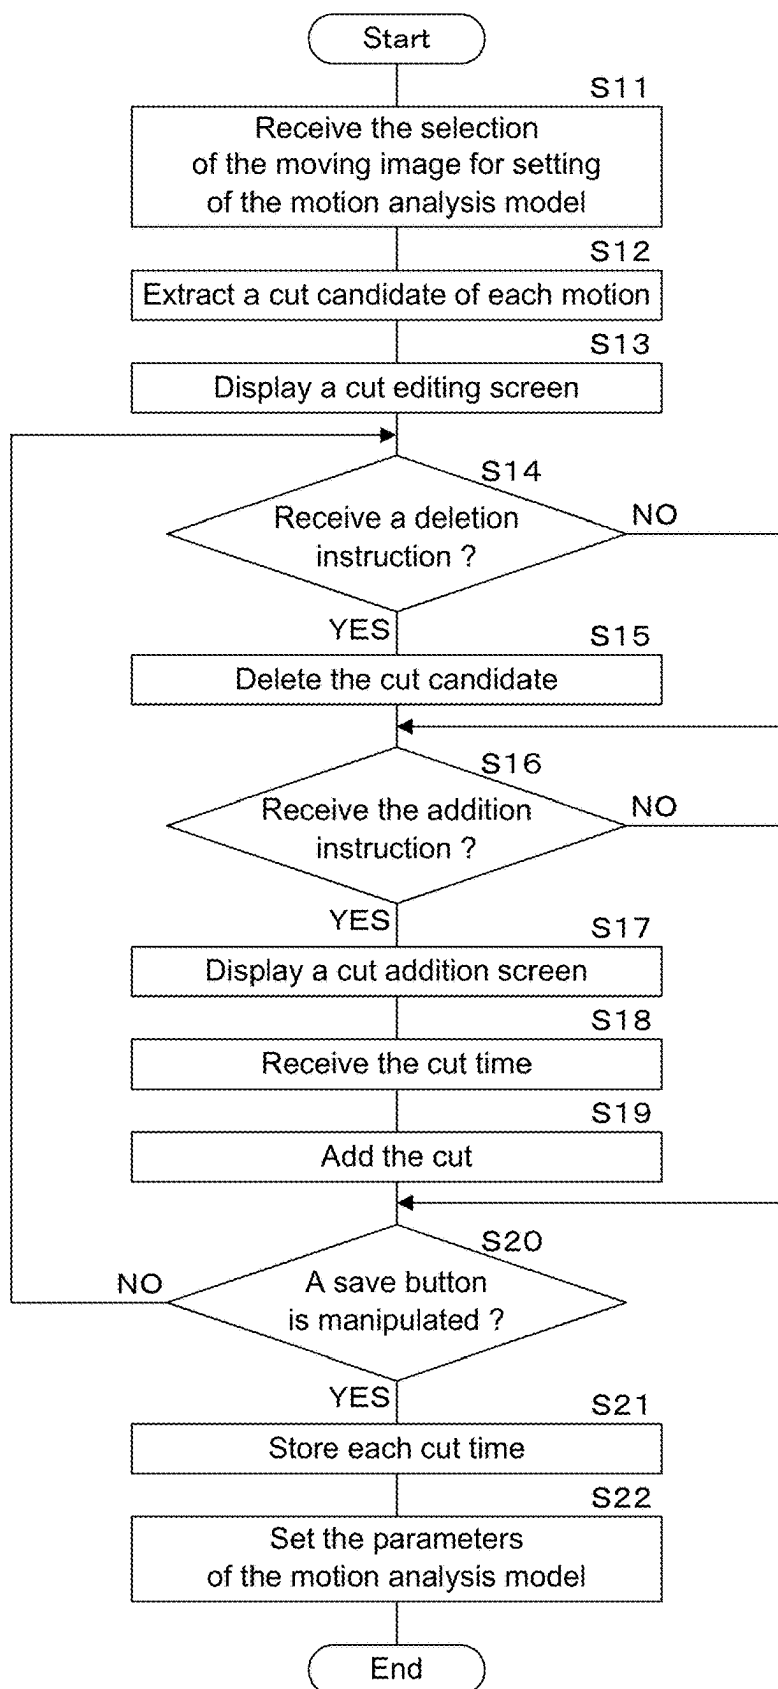 Start
S11
Receive the selection
of the moving image for setting
of the motion analysis model
S12
Extract a cut candidate of each motion
S13
Display a cut editing screen
S14
Receive a deletion
instruction ?
NO
YES
S15
Delete the cut candidate
S16
Receive the addition
instruction ?
NO
YES
S17
Display a cut addition screen
S18
Receive the cut time
S19
Add the cut
S20
NO
A save button
is manipulated ?
YES
S21
Store each cut time
S22
Set the parameters
of the motion analysis model
End